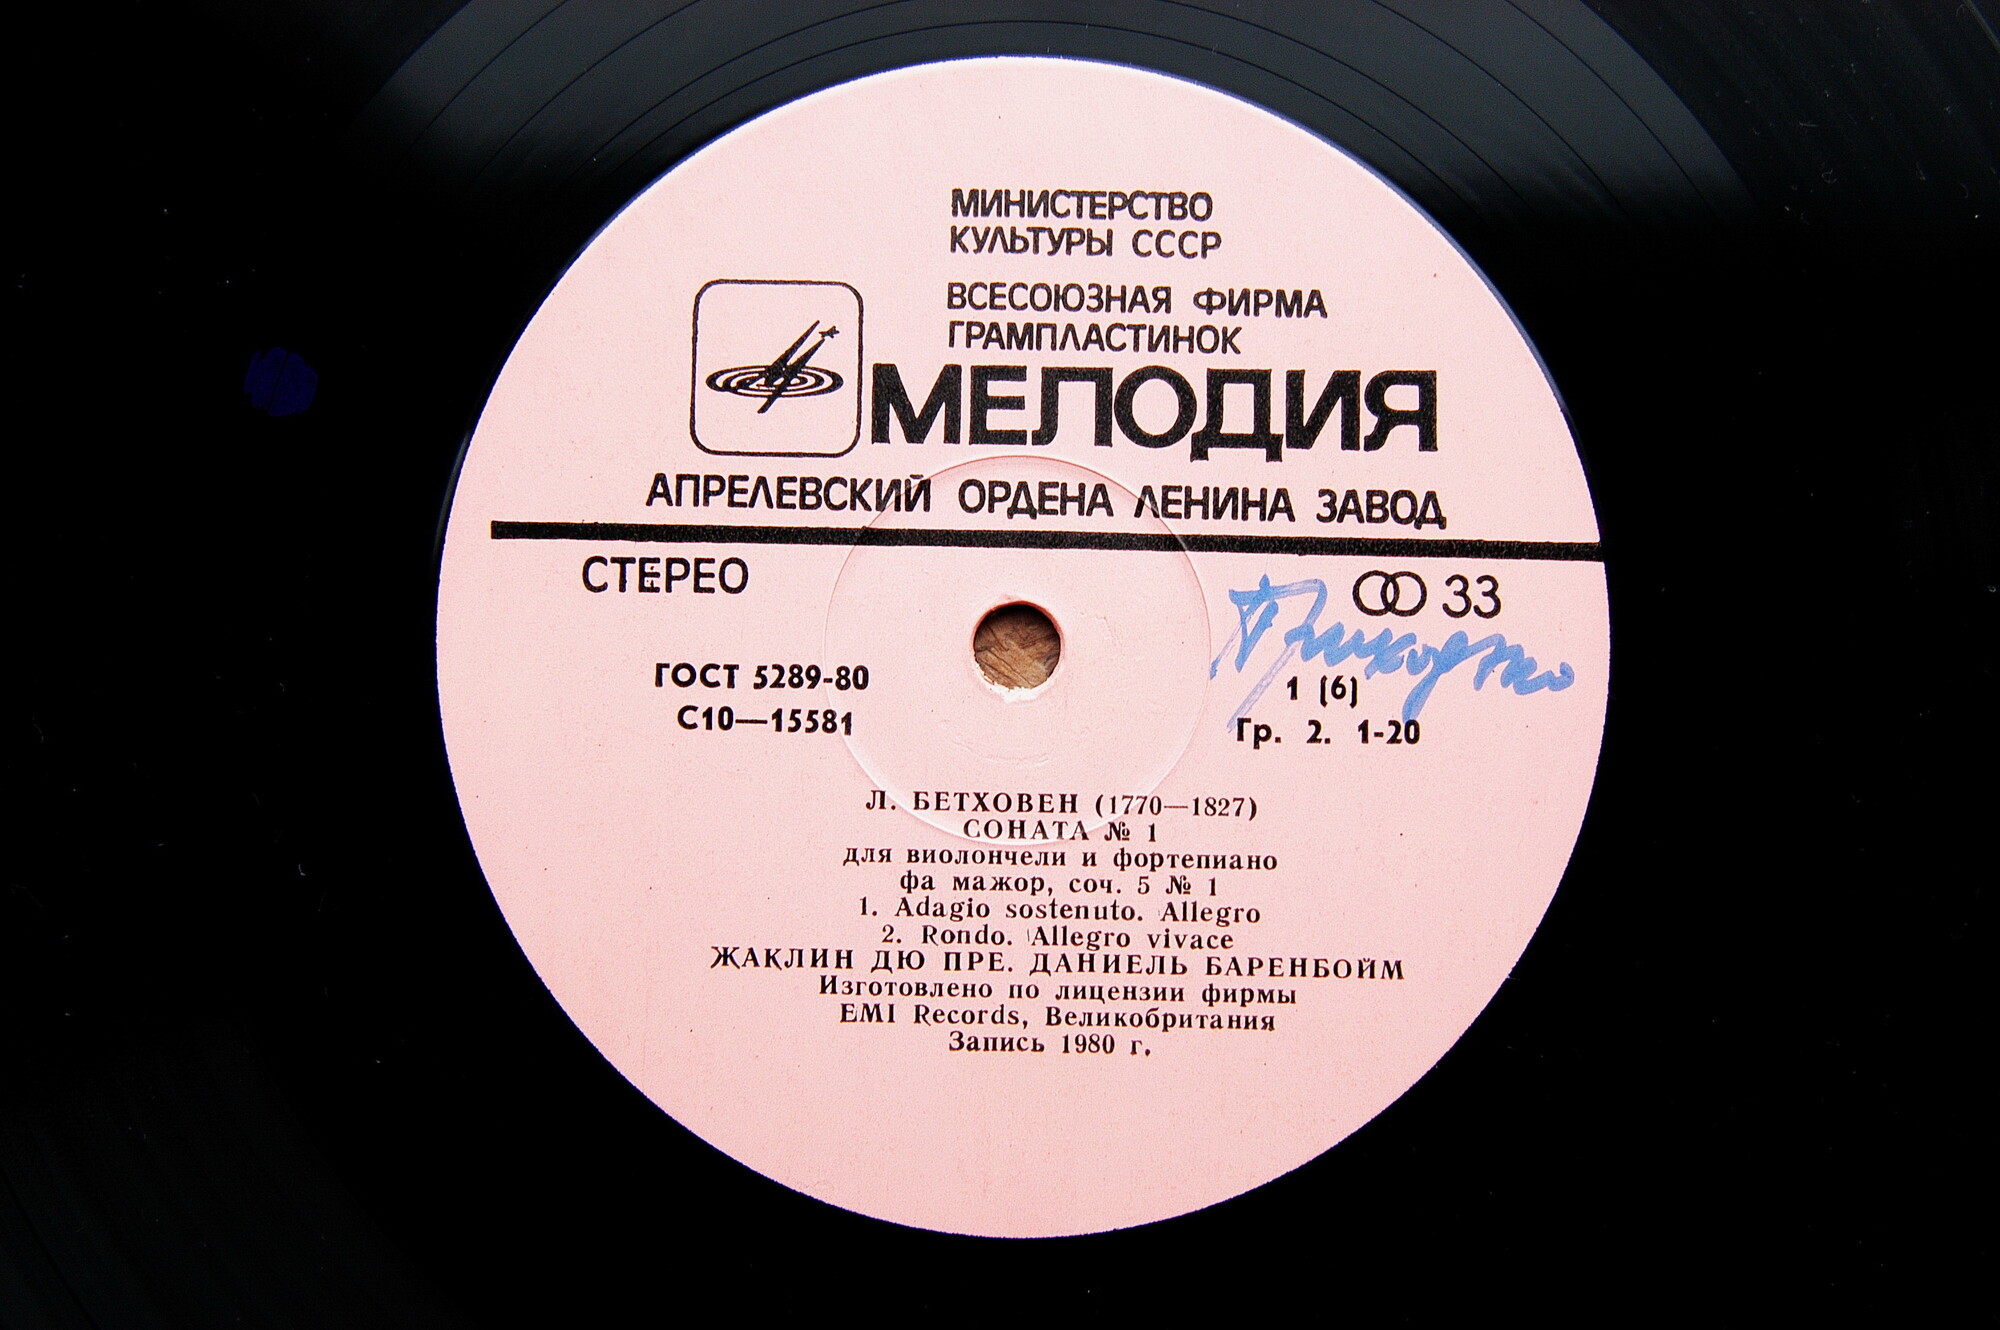 МИНИСТЕРСТВО
КУЛЬТУРЫ СССР
ВСЕСОЮЗНАЯ ФИРМА
ГРАМПЛАСТИНОК
МЕЛОДИЯ
АПРЕЛЕВСКИЙ ОРДЕНА ЛЕНИНА ЗАВОД
СТЕРЕО
33
Приходько
ГОСТ 5289-80
1 (6)
С10—15581
Гр. 2. 1-20
Л. БЕТХОВЕН (1770—1827)
СОНАТА № 1
для виолончели и фортепиано
фа мажор, соч. 5 № 1
1. Adagio sostenuto. Allegro
2. Rondo. Allegro vivace
ЖАКЛИН ДЮ ПРЕ. ДАНИЕЛЬ БАРЕНБОЙМ
Изготовлено по лицензии фирмы
EMI Records, Великобритания
Запись 1980 г.